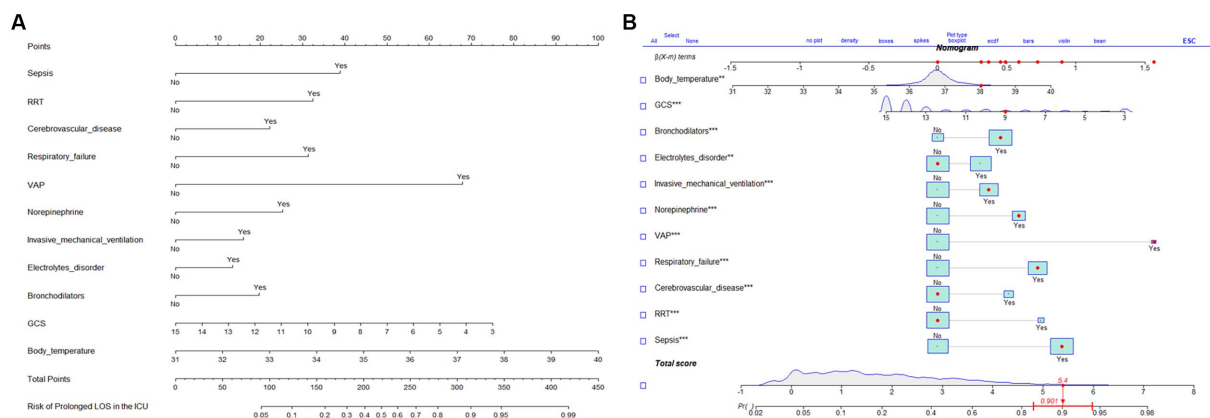 A
Points
0 10 20 30 40 50 60 70 80 90 100
Sepsis
No Yes
RRT
No Yes
Cerebrovascular_disease
No Yes
Respiratory_failure
No Yes
VAP
No Yes
Norepinephrine
No Yes
Invasive_mechanical_ventilation
No Yes
Electrolytes_disorder
No Yes
Bronchodilators
No Yes
GCS
15 14 13 12 11 10 9 8 7 6 5 4 3
Body_temperature
31 32 33 34 35 36 37 38 39 40
Total Points
0 50 100 150 200 250 300 350 400 450
Risk of Prolonged LOS in the ICU
0.05 0.1 0.2 0.3 0.4 0.5 0.6 0.7 0.8 0.9 0.95 0.99
B
Select
All None
Plot type
no plot density boxes spikes boxplot ecdf bars violin bean
ESC
Nomogram
β(X-m) terms
-1.5 -1 -0.5 0 0.5 1 1.5
Body_temperature**
31 32 33 34 35 36 37 38 39 40
GCS***
15 13 11 10 9 8 7 6 5 3
Bronchodilators***
No Yes
Electrolytes_disorder**
No Yes
Invasive_mechanical_ventilation***
No Yes
Norepinephrine***
No Yes
VAP***
No Yes
Respiratory_failure***
No Yes
Cerebrovascular_disease***
No Yes
RRT***
No Yes
Sepsis***
No Yes
Total score
5.4
-1 0 1 2 3 4 5 6 7 8
Pr( )
0.901
0.02 0.05 0.1 0.2 0.4 0.6 0.8 0.9 0.95 0.98